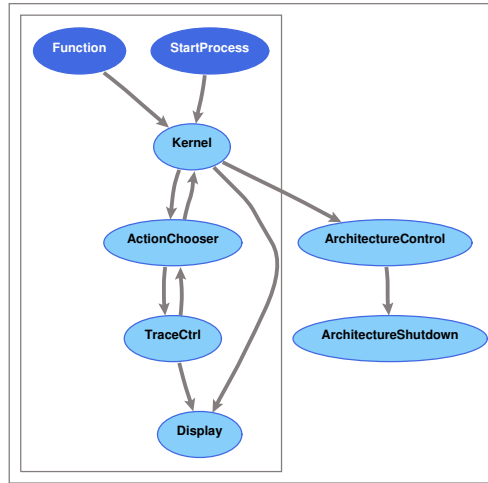 Function
StartProcess
Kernel
ActionChooser
ArchitectureControl
TraceCtrl
ArchitectureShutdown
Display